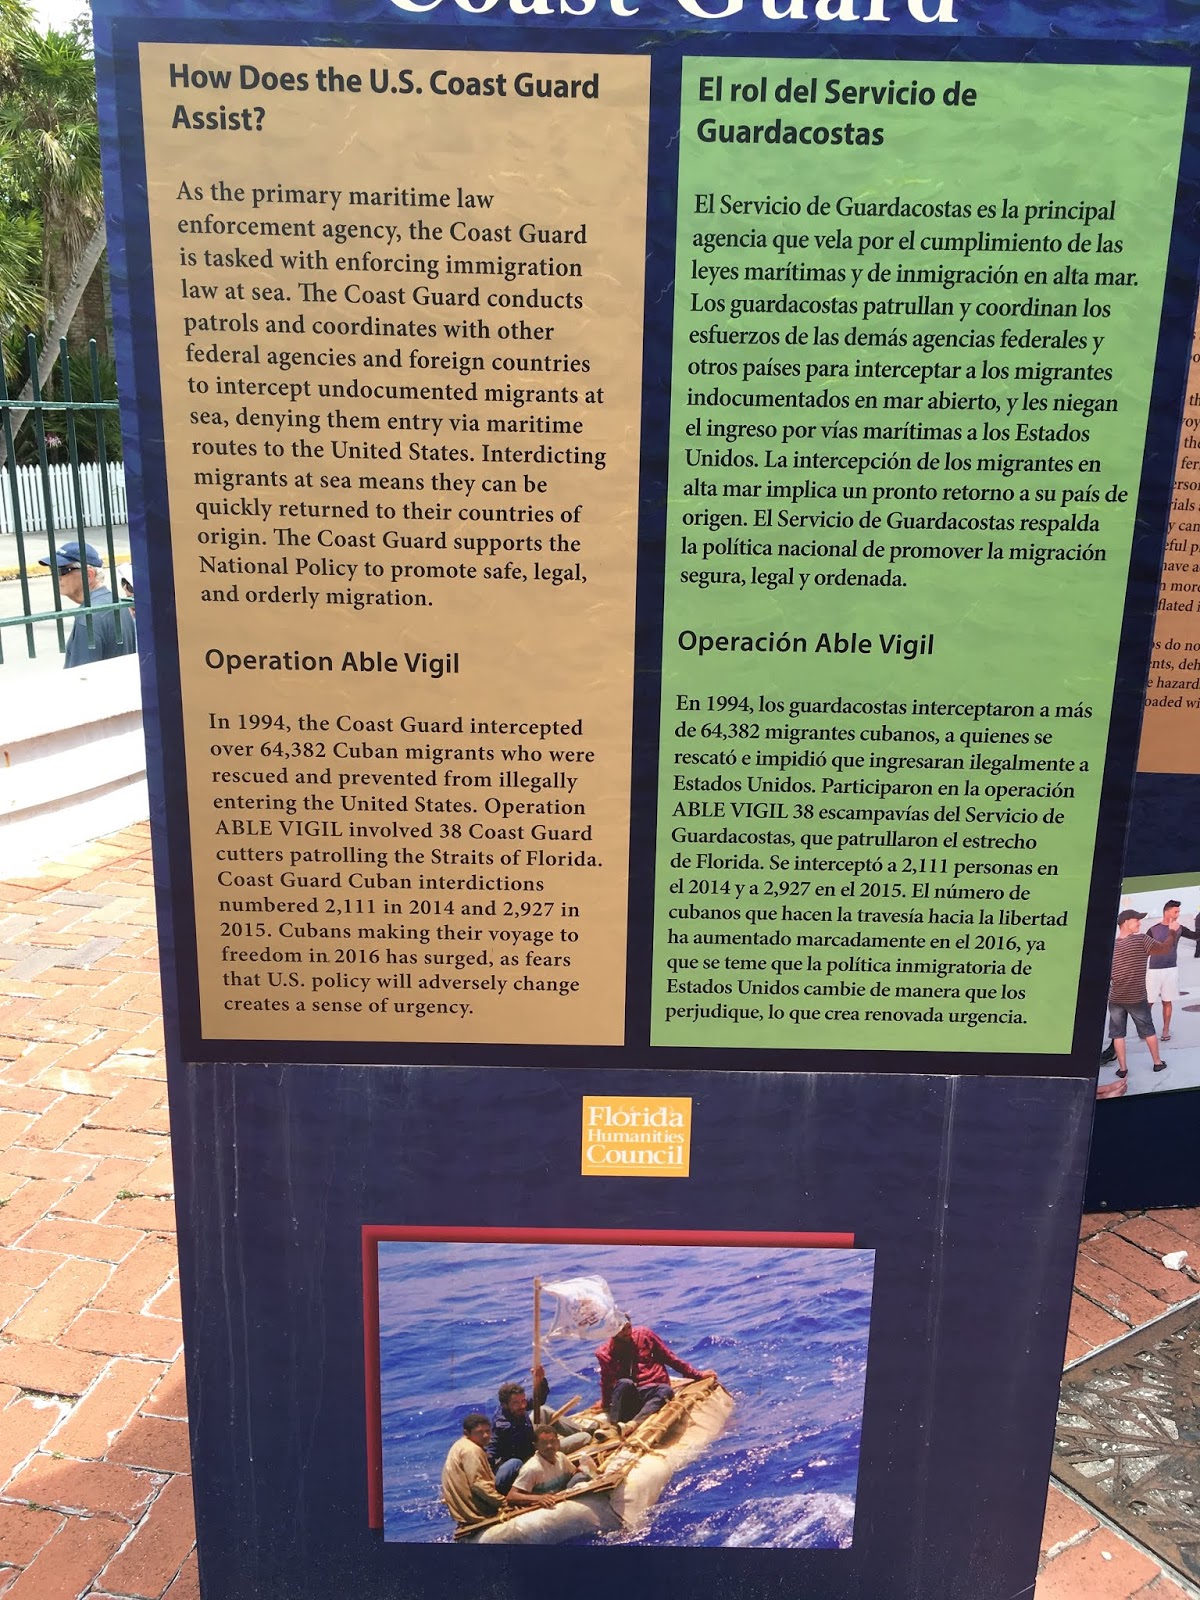 Coast Guard
How Does the U.S. Coast Guard
Assist?
As the primary maritime law
enforcement agency, the Coast Guard
is tasked with enforcing immigration
law at sea. The Coast Guard conducts
patrols and coordinates with other
federal agencies and foreign countries
to intercept undocumented migrants at
sea, denying them entry via maritime
routes to the United States. Interdicting
migrants at sea means they can be
quickly returned to their countries of
origin. The Coast Guard supports the
National Policy to promote safe, legal,
and orderly migration.
Operation Able Vigil
In 1994, the Coast Guard intercepted
over 64,382 Cuban migrants who were
rescued and prevented from illegally
entering the United States. Operation
ABLE VIGIL involved 38 Coast Guard
cutters patrolling the Straits of Florida.
Coast Guard Cuban interdictions
numbered 2,111 in 2014 and 2,927 in
2015. Cubans making their voyage to
freedom in 2016 has surged, as fears
that U.S. policy will adversely change
creates a sense of urgency.
El rol del Servicio de
Guardacostas
El Servicio de Guardacostas es la principal
agencia que vela por el cumplimiento de las
leyes marítimas y de inmigración en alta mar.
Los guardacostas patrullan y coordinan los
esfuerzos de las demás agencias federales y
otros países para interceptar a los migrantes
indocumentados en mar abierto, y les niegan
el ingreso por vías marítimas a los Estados
Unidos. La intercepción de los migrantes en
alta mar implica un pronto retorno a su país de
origen. El Servicio de Guardacostas respalda
la política nacional de promover la migración
segura, legal y ordenada.
Operación Able Vigil
En 1994, los guardacostas interceptaron a más
de 64,382 migrantes cubanos, a quienes se
rescató e impidió que ingresaran ilegalmente a
Estados Unidos. Participaron en la operación
ABLE VIGIL 38 escampavías del Servicio de
Guardacostas, que patrullaron el estrecho
de Florida. Se interceptó a 2,111 personas en
el 2014 y a 2,927 en el 2015. El número de
cubanos que hacen la travesía hacia la libertad
ha aumentado marcadamente en el 2016, ya
que se teme que la política inmigratoria de
Estados Unidos cambie de manera que los
perjudique, lo que crea renovada urgencia.
Florida
Humanities
Council